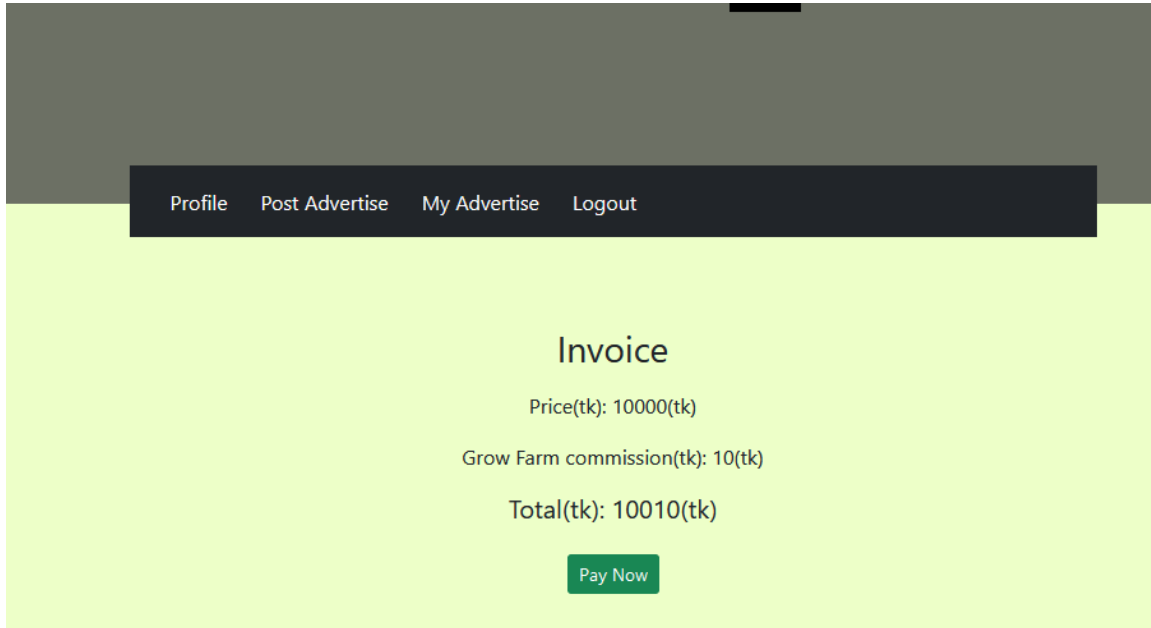 Profile Post Advertise My Advertise Logout
Invoice
Price(tk): 10000(tk)
Grow Farm commission(tk): 10(tk)
Total(tk): 10010(tk)
Pay Now